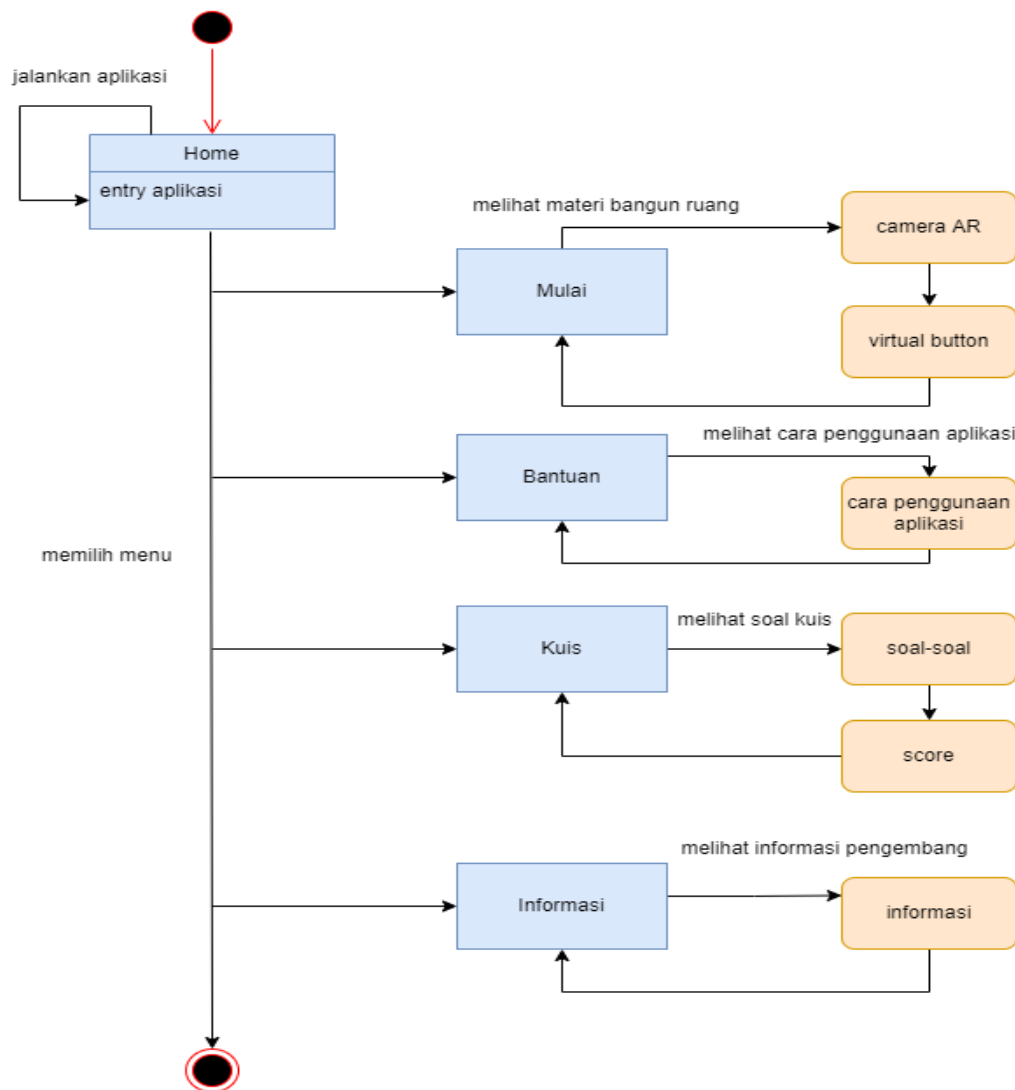 jalankan aplikasi
Home
entry aplikasi
melihat materi bangun ruang
camera AR
Mulai
virtual button
melihat cara penggunaan aplikasi
Bantuan
cara penggunaan
aplikasi
memilih menu
melihat soal kuis
Kuis
soal-soal
score
melihat informasi pengembang
Informasi
informasi